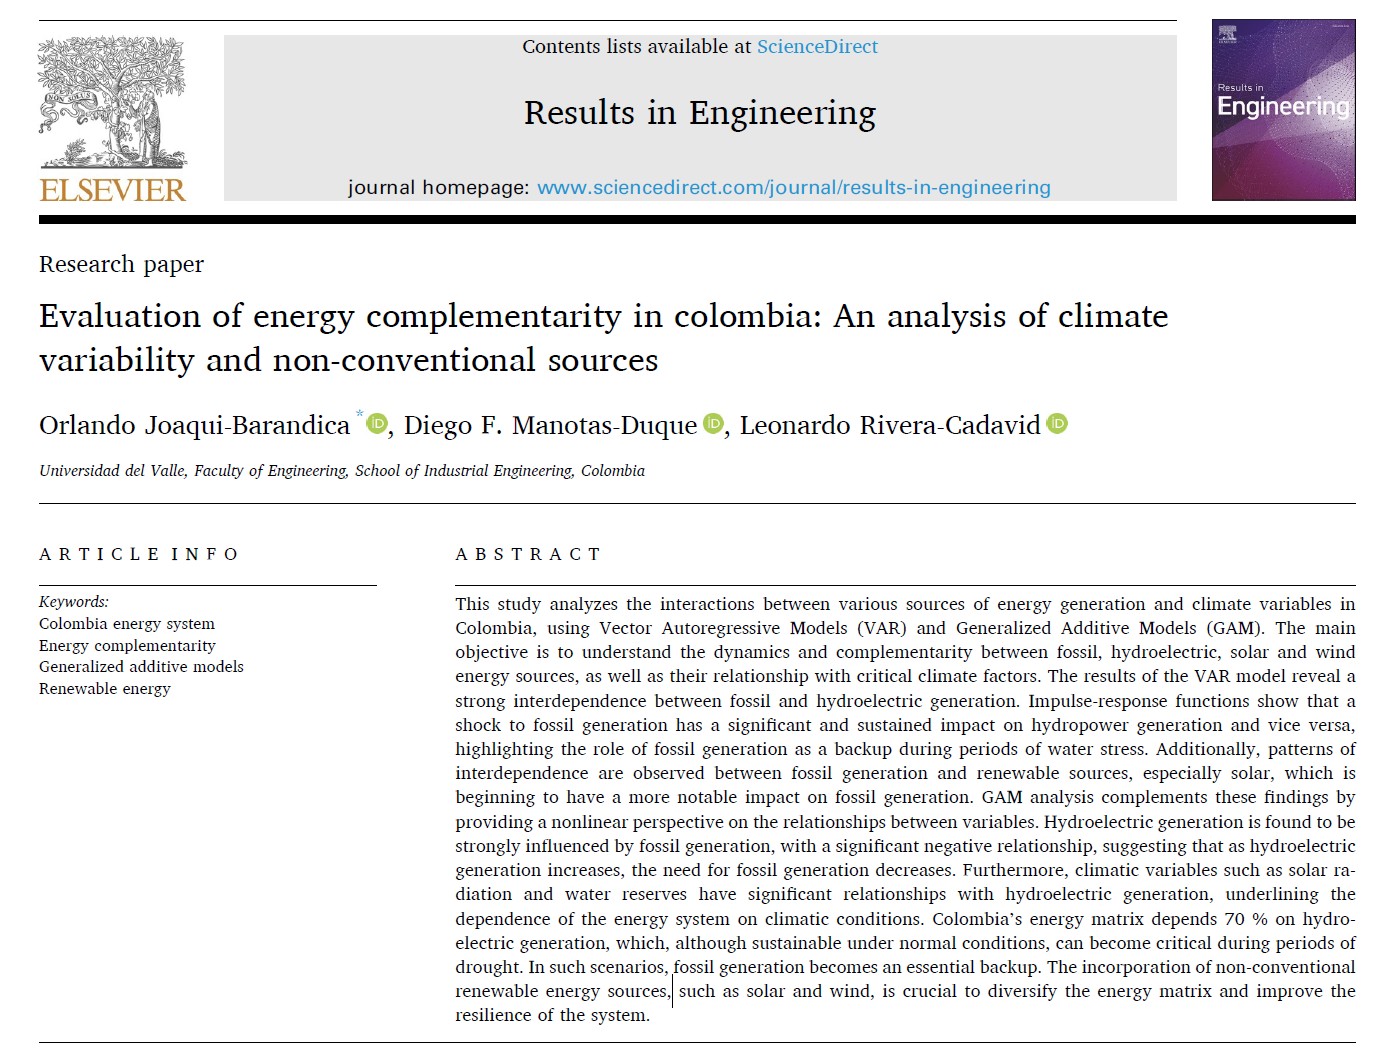 Contents lists available at ScienceDirect
Results in Engineering
journal homepage: www.sciencedirect.com/journal/results-in-engineering
NON SOLUS
ELSEVIER
Results in
Engineering
Research paper
Evaluation of energy complementarity in colombia: An analysis of climate
variability and non-conventional sources
Orlando Joaqui-Barandica *, Diego F. Manotas-Duque, Leonardo Rivera-Cadavid
Universidad del Valle, Faculty of Engineering, School of Industrial Engineering, Colombia
ARTICLE INFO
Keywords:
Colombia energy system
Energy complementarity
Generalized additive models
Renewable energy
ABSTRACT
This study analyzes the interactions between various sources of energy generation and climate variables in
Colombia, using Vector Autoregressive Models (VAR) and Generalized Additive Models (GAM). The main
objective is to understand the dynamics and complementarity between fossil, hydroelectric, solar and wind
energy sources, as well as their relationship with critical climate factors. The results of the VAR model reveal a
strong interdependence between fossil and hydroelectric generation. Impulse-response functions show that a
shock to fossil generation has a significant and sustained impact on hydropower generation and vice versa,
highlighting the role of fossil generation as a backup during periods of water stress. Additionally, patterns of
interdependence are observed between fossil generation and renewable sources, especially solar, which is
beginning to have a more notable impact on fossil generation. GAM analysis complements these findings by
providing a nonlinear perspective on the relationships between variables. Hydroelectric generation is found to be
strongly influenced by fossil generation, with a significant negative relationship, suggesting that as hydroelectric
generation increases, the need for fossil generation decreases. Furthermore, climatic variables such as solar ra-
diation and water reserves have significant relationships with hydroelectric generation, underlining the
dependence of the energy system on climatic conditions. Colombia's energy matrix depends 70 % on hydro-
electric generation, which, although sustainable under normal conditions, can become critical during periods of
drought. In such scenarios, fossil generation becomes an essential backup. The incorporation of non-conventional
renewable energy sources, such as solar and wind, is crucial to diversify the energy matrix and improve the
resilience of the system.